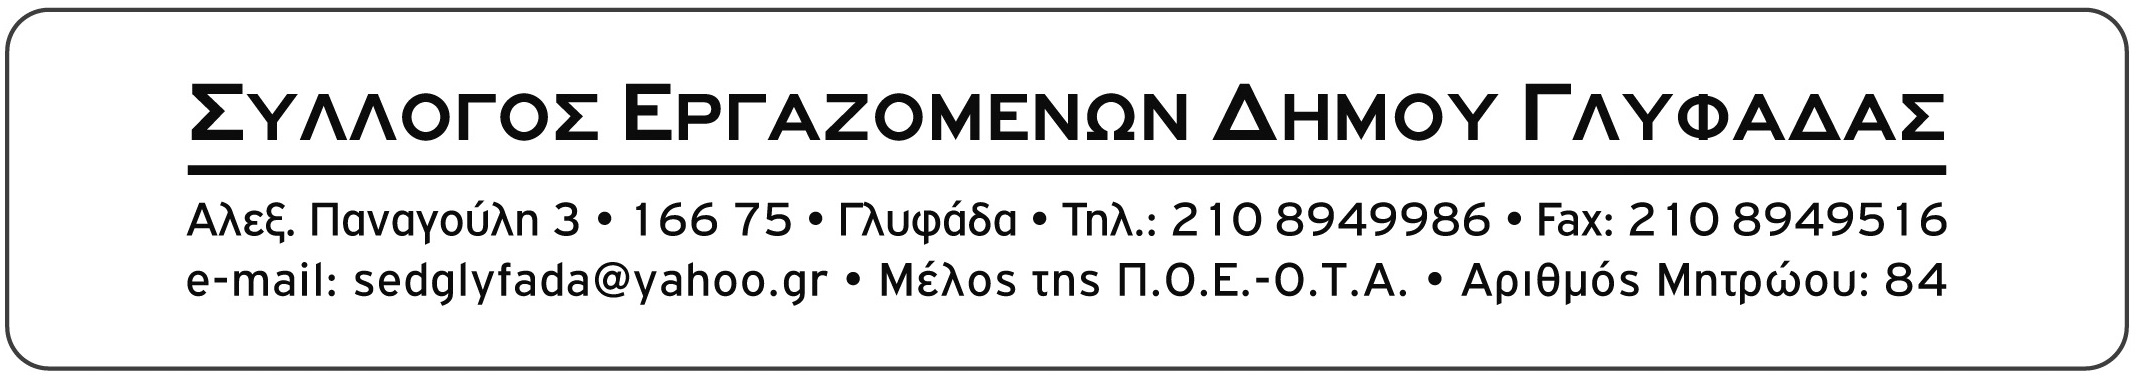 ΣΥΛΛΟΓΟΣ ΕΡΓΑΖΟΜΕΝΩΝ ΔΗΜΟΥ ΓΛΥΦΑΔΑΣ
Αλεξ. Παναγούλη 3 • 166 75 • Γλυφάδα • Τηλ.: 210 8949986 • Fax: 210 8949516
e-mail: sedglyfada@yahoo.gr • Μέλος της Π.Ο.Ε.-Ο.Τ.Α. • Αριθμός Μητρώου: 84